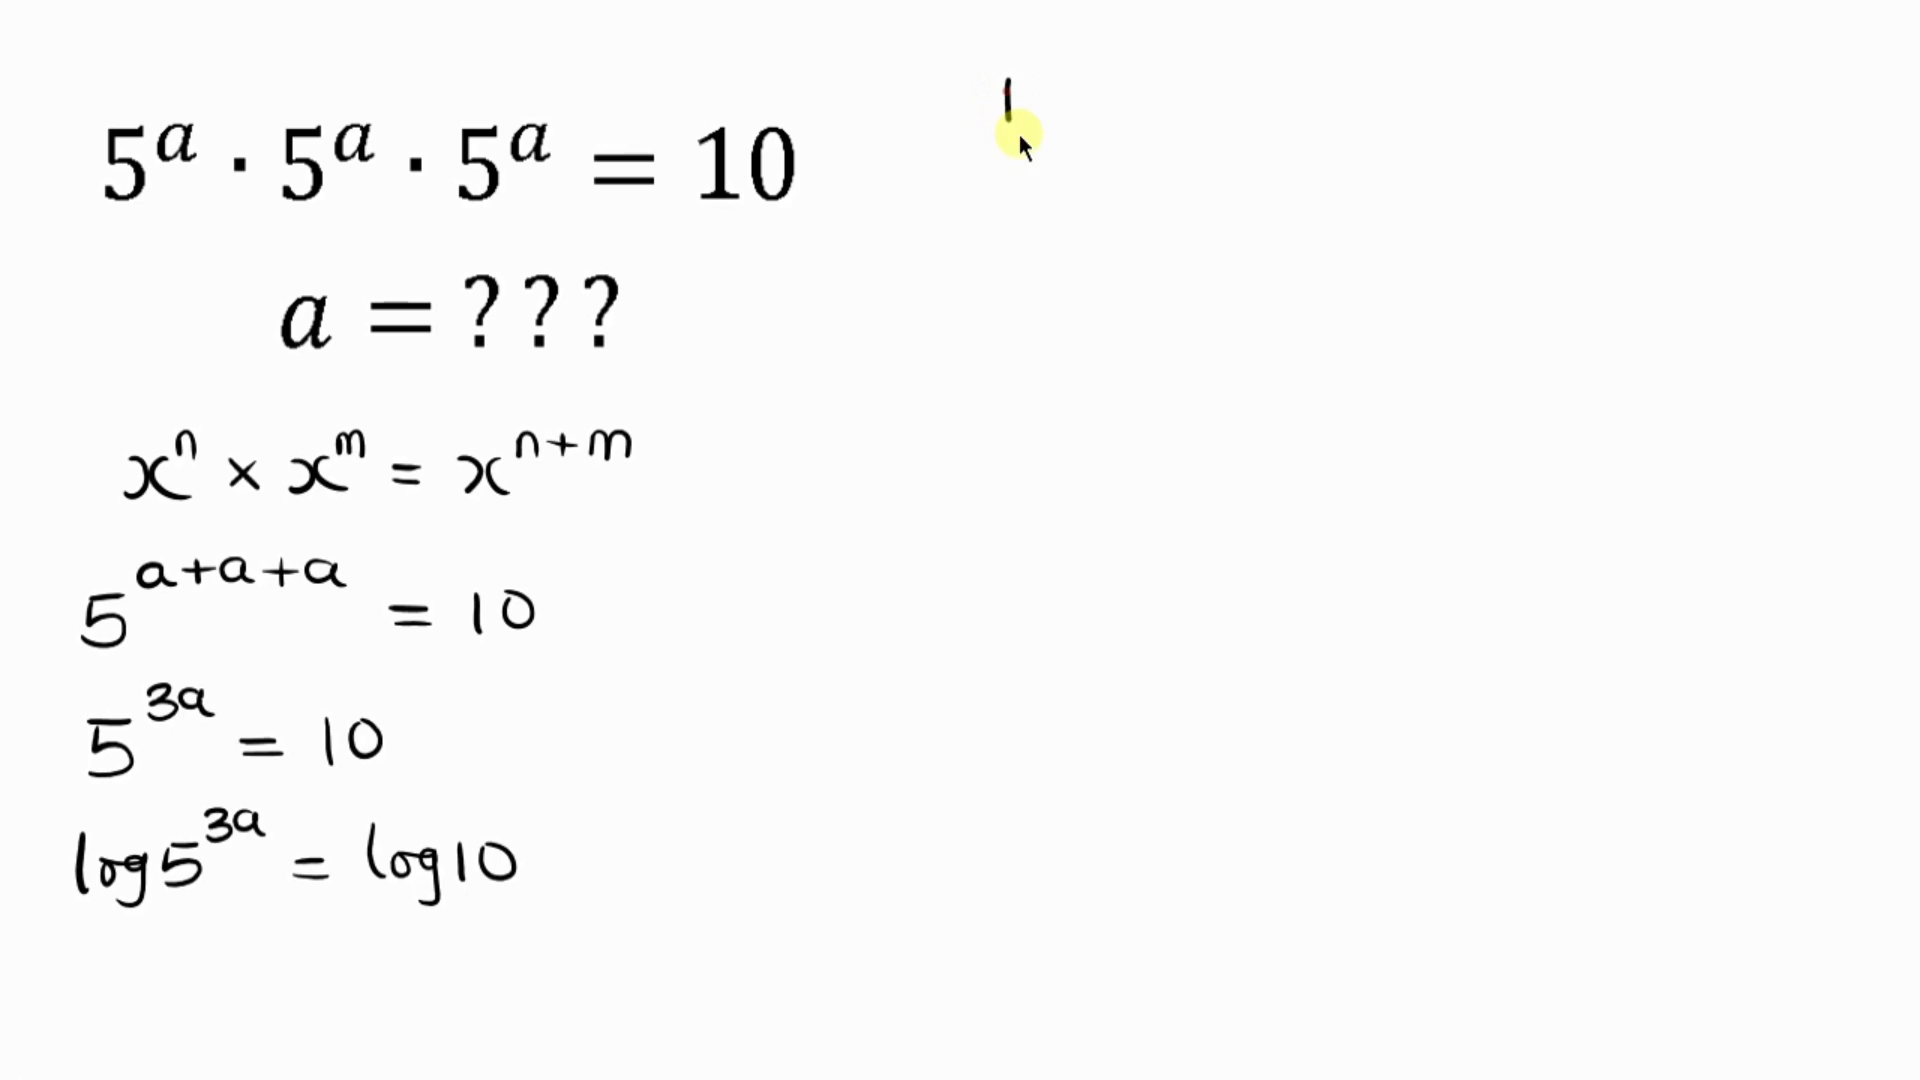 5^a · 5^a · 5^a = 10
a = ???
x^n × x^m = x^{n+m}
5^{a+a+a} = 10
5^{3a} = 10
log 5^{3a} = log 10